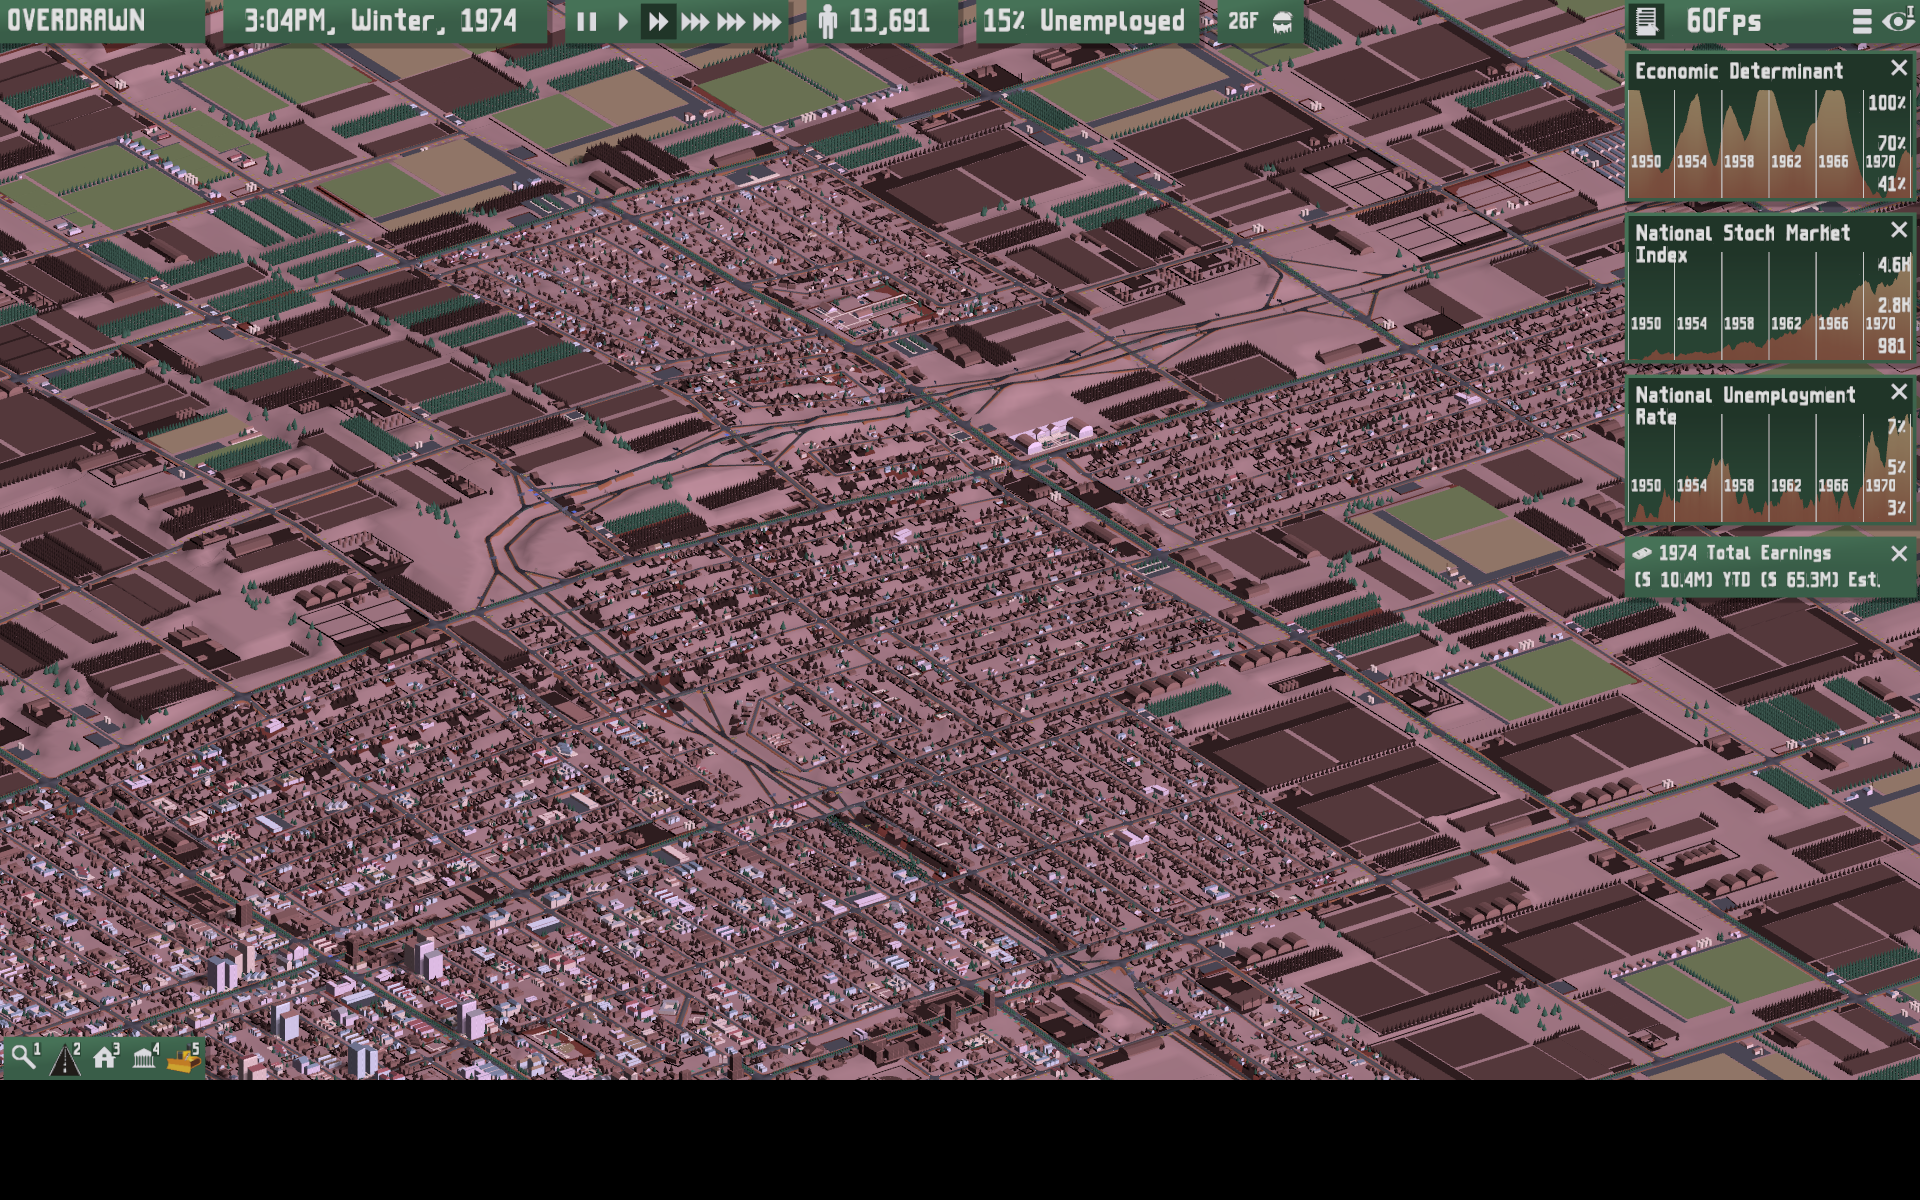 OVERDRAWN
3:04PM, Winter, 1974
13,691
15% Unemployed
26F
60Fps
I
Economic Determinant
100%
70%
1950 1954 1958 1962 1966 1970
41%
National Stock Market
Index
4.6K
2.8K
1950 1954 1958 1962 1966 1970
981
National Unemployment
Rate
7%
5%
1950 1954 1958 1962 1966 1970
3%
1974 Total Earnings
($ 10.4M) YTD ($ 65.3M) Est.
1 2 3 4 5